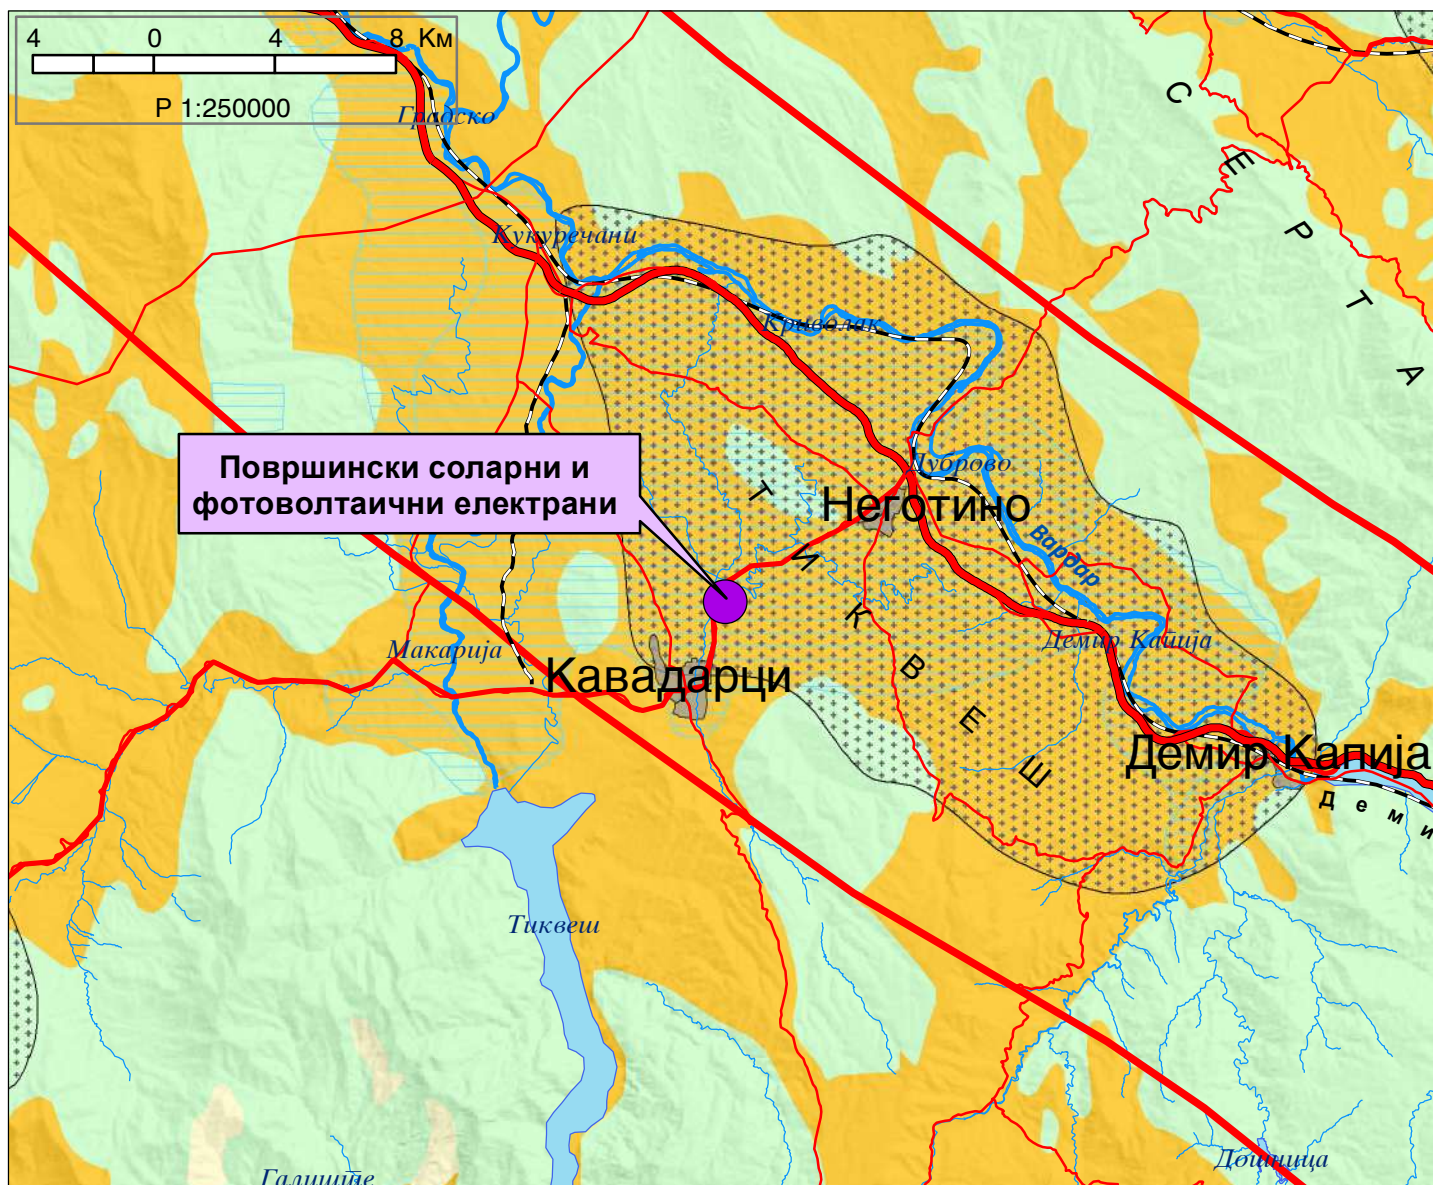 4 0 4 8 Км
Р 1:250000
Градско
С
Е
Р
Т
А
Кукуречани
Криволак
Површински соларни и
фотоволтаични електрани
Дуброво
Т
И
К
В
Е
Ш
Неготино
Вардар
Демир Капија
Макарија
Кавадарци
Демир Капија
Деми
Тиквеш
Галиште
Дошница